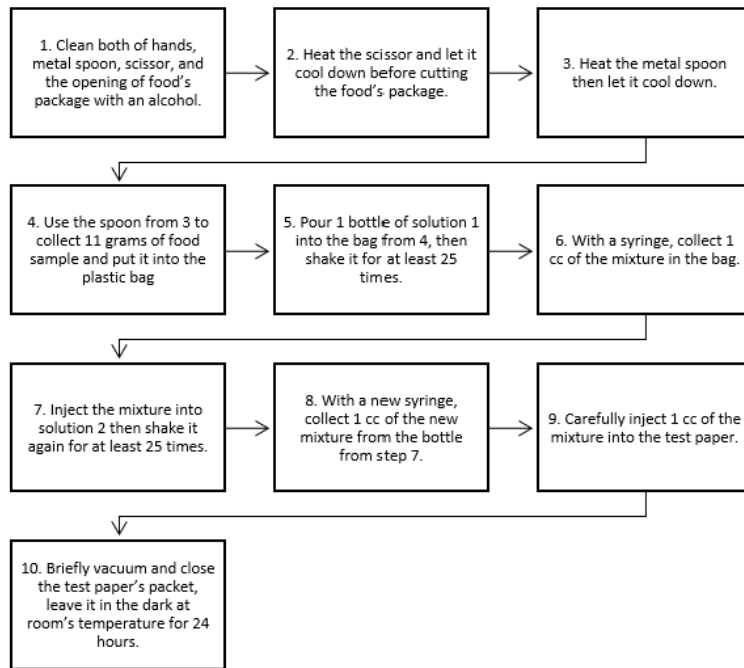 1. Clean both of hands,
metal spoon, scissor, and
the opening of food's
package with an alcohol.
2. Heat the scissor and let it
cool down before cutting
the food's package.
3. Heat the metal spoon
then let it cool down.
4. Use the spoon from 3 to
collect 11 grams of food
sample and put it into the
plastic bag
5. Pour 1 bottle of solution 1
into the bag from 4, then
shake it for at least 25
times.
6. With a syringe, collect 1
cc of the mixture in the bag.
7. Inject the mixture into
solution 2 then shake it
again for at least 25 times.
8. With a new syringe,
collect 1 cc of the new
mixture from the bottle
from step 7.
9. Carefully inject 1 cc of the
mixture into the test paper.
10. Briefly vacuum and close
the test paper's packet,
leave it in the dark at
room's temperature for 24
hours.